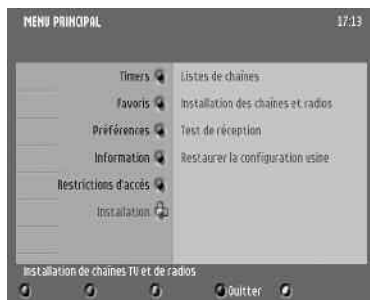 MENU PRINCIPAL 17:13
Timers Listes de chaînes
Favoris Installation des chaînes et radios
Préférences Test de réception
Information Restaurer la configuration usine
Restrictions d'accès
Installation
Installation de chaînes TV et de radios
Quitter